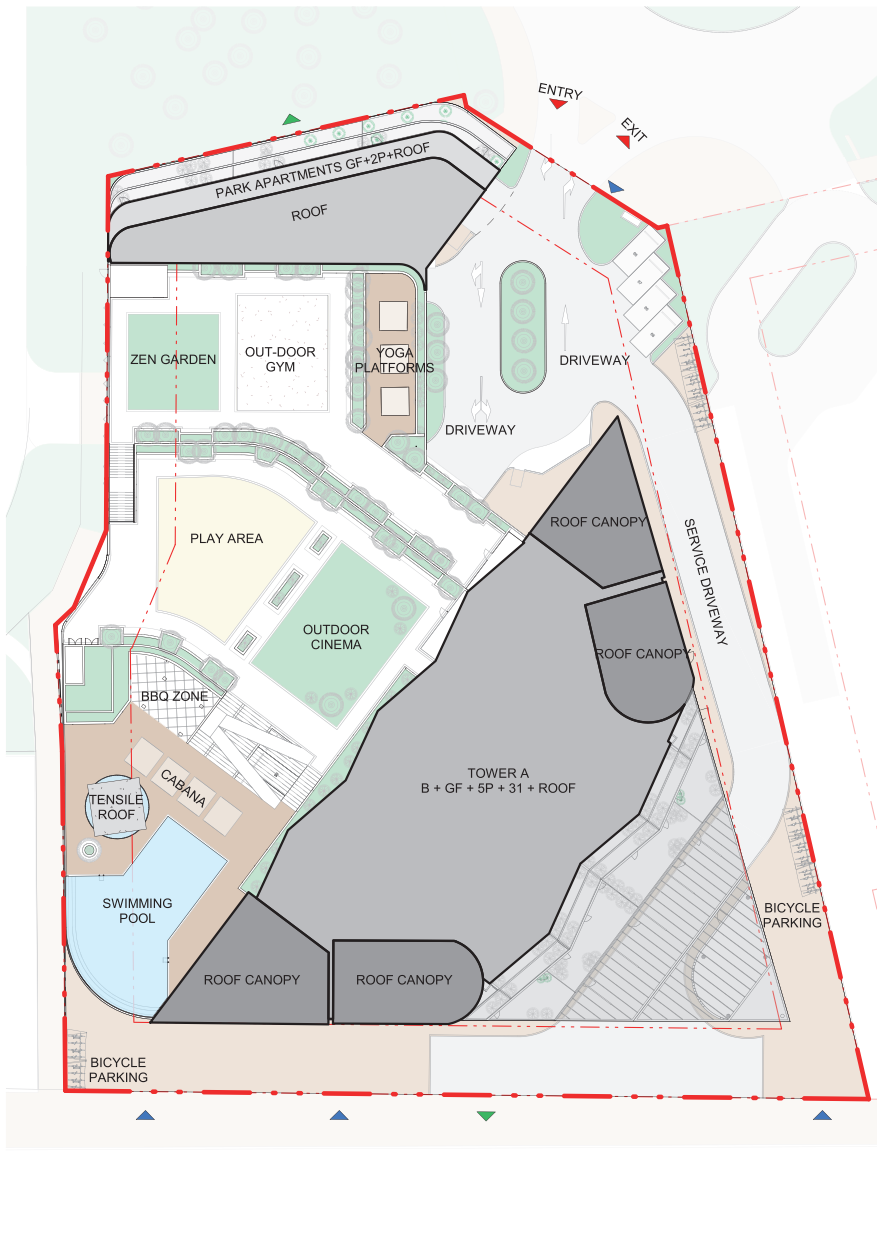 ENTRY
EXIT
PARK APARTMENTS GF+2P+ROOF
ROOF
ZEN GARDEN
OUT-DOOR
GYM
YOGA
PLATFORMS
DRIVEWAY
DRIVEWAY
PLAY AREA
ROOF CANOPY
SERVICE DRIVEWAY
OUTDOOR
CINEMA
ROOF CANOPY
BBQ ZONE
TOWER A
B + GF + 5P + 31 + ROOF
CABANA
TENSILE
ROOF
SWIMMING
POOL
BICYCLE
PARKING
ROOF CANOPY
ROOF CANOPY
BICYCLE
PARKING